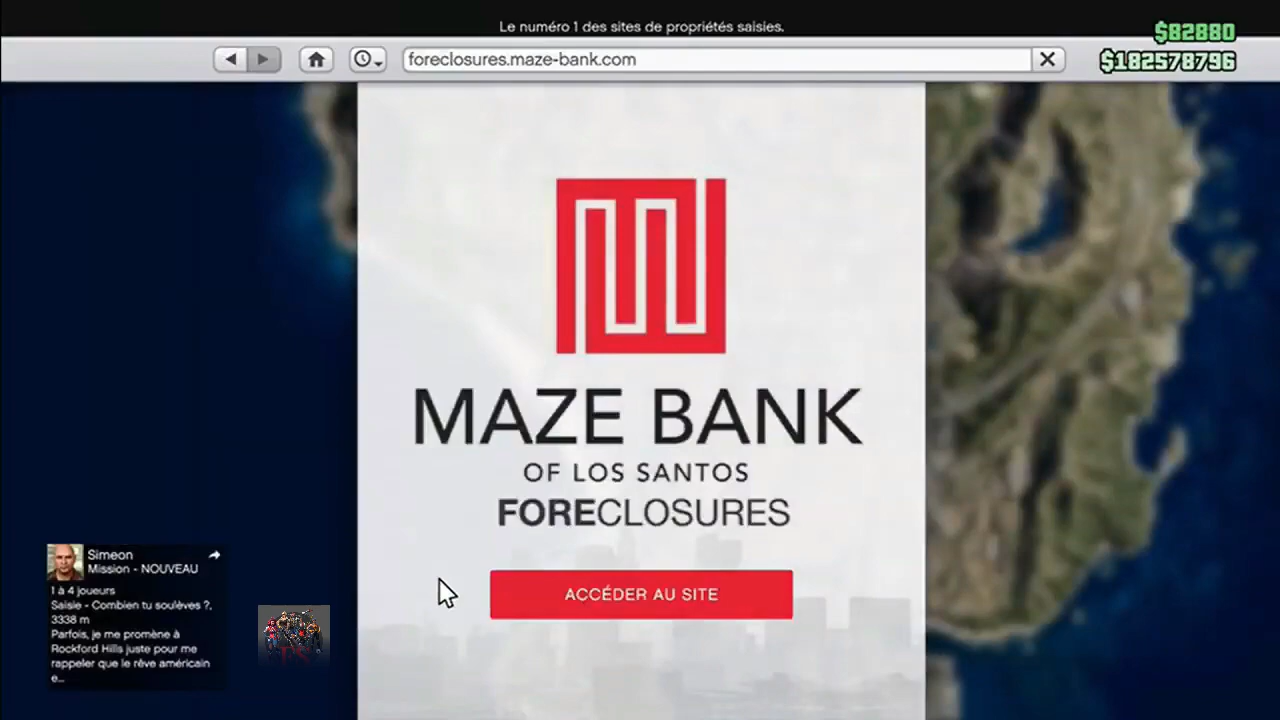 Le numéro 1 des sites de propriétés saisies.
$82880
foreclosures.maze-bank.com
$182578796
MAZE BANK
OF LOS SANTOS
FORECLOSURES
ACCÉDER AU SITE
Simeon
Mission - NOUVEAU
1 à 4 joueurs
Saisie - Combien tu soulèves ?,
3338 m
Parfois, je me promène à
Rockford Hills juste pour me
rappeler que le rêve américain
e...